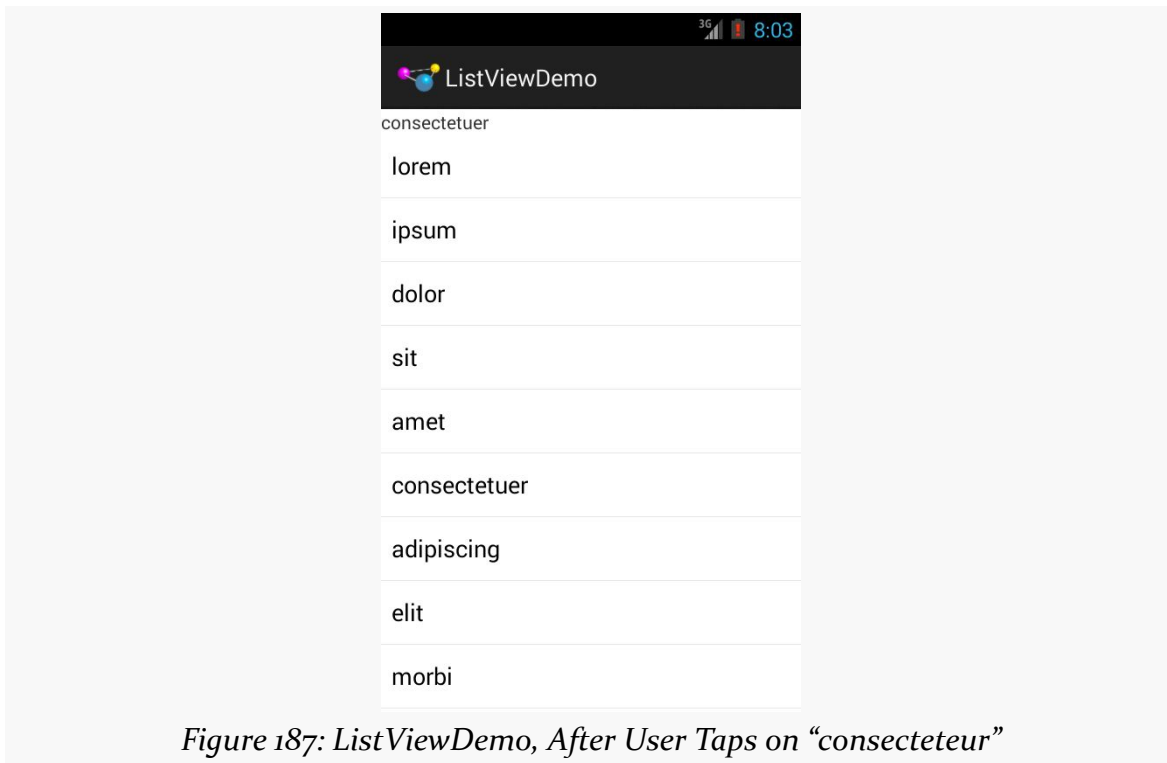 3G 8:03
ListViewDemo
consectetuer
lorem
ipsum
dolor
sit
amet
consectetuer
adipiscing
elit
morbi
Figure 187: ListViewDemo, After User Taps on “consecteteur”